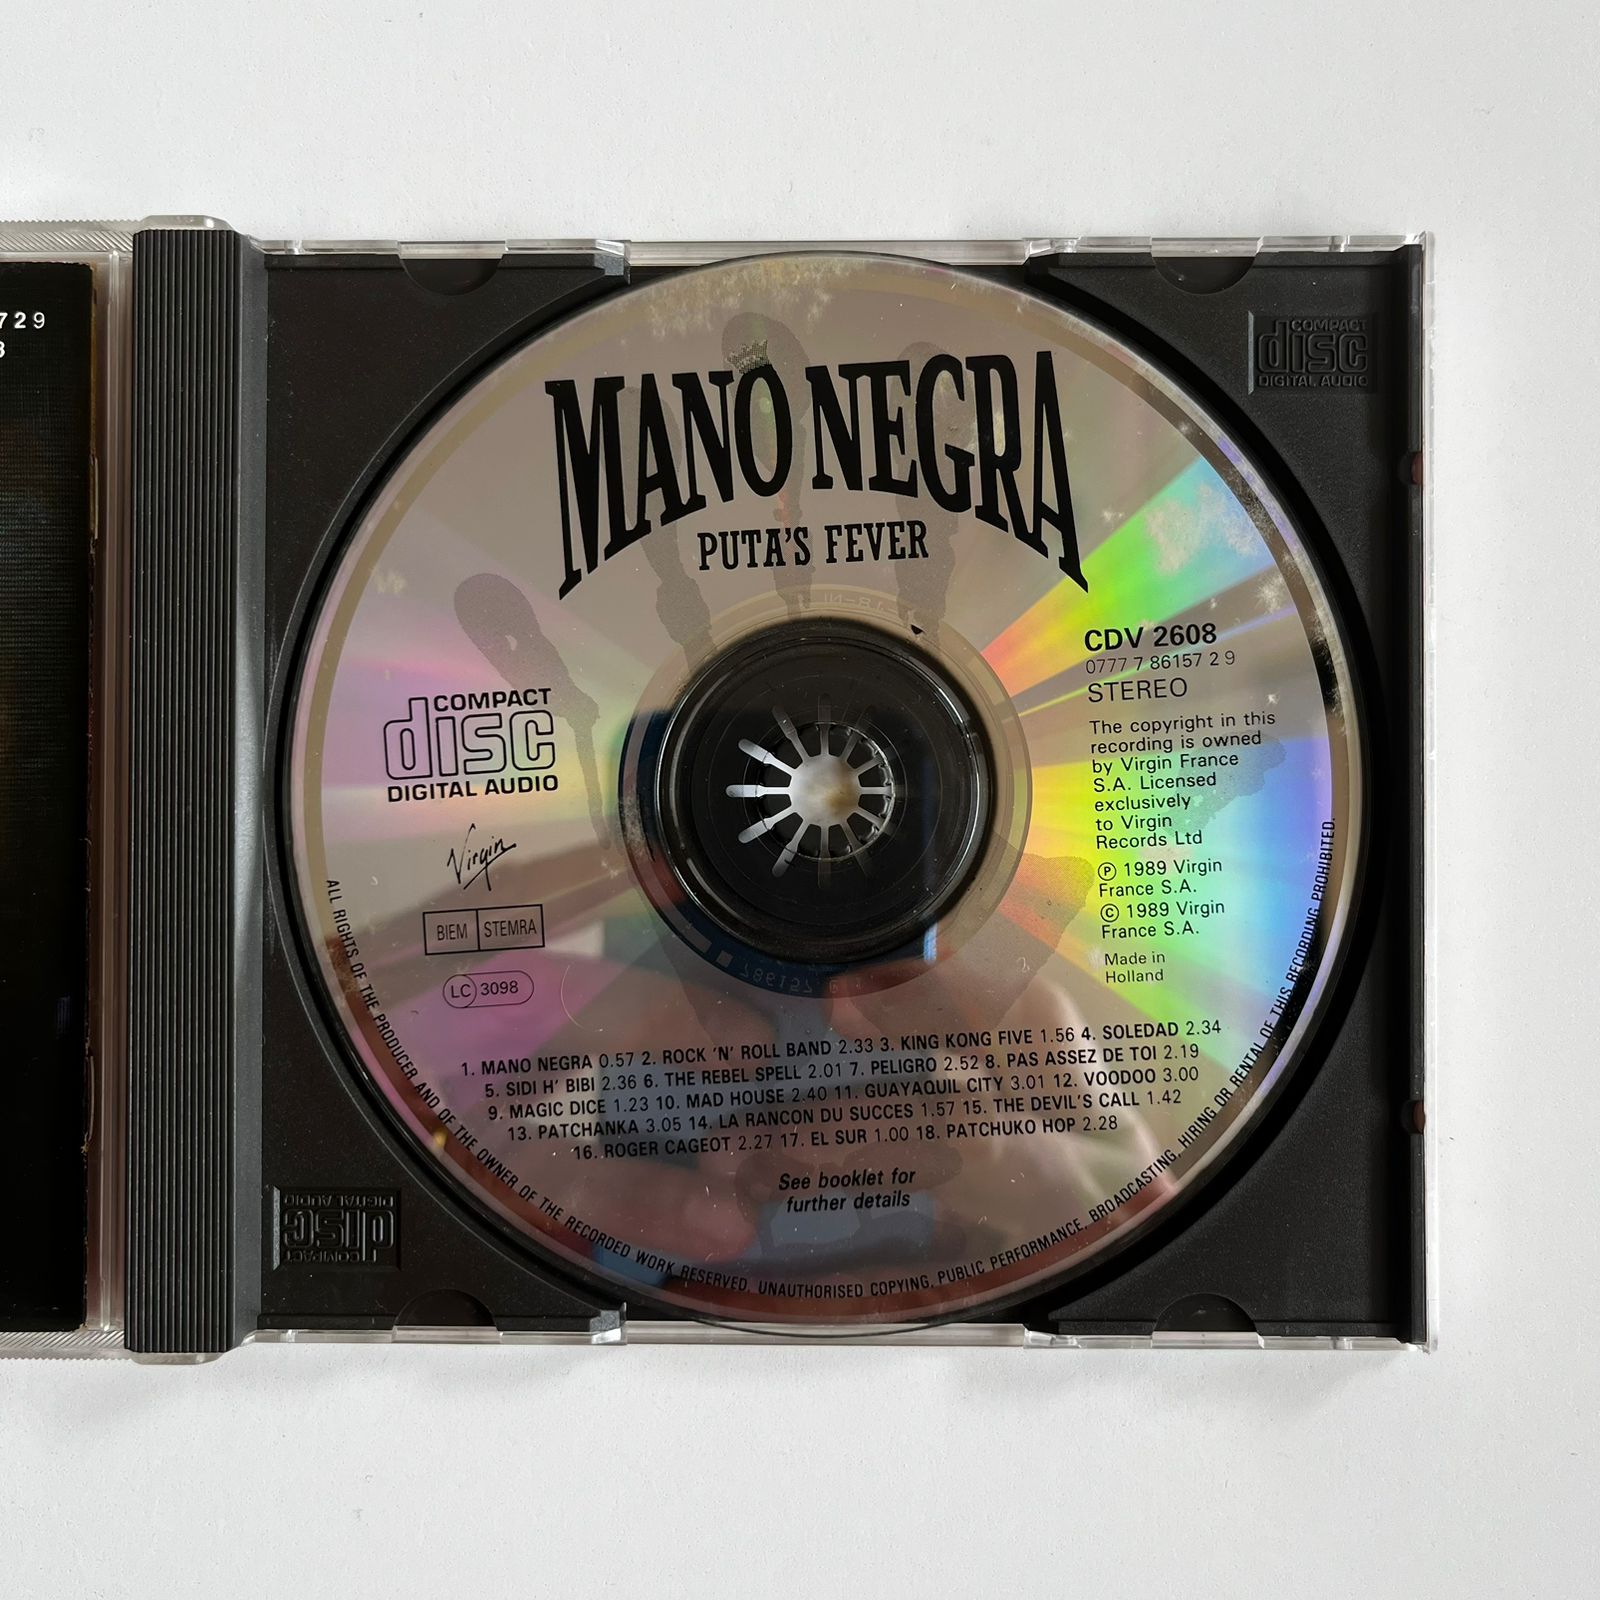 729
MANO NEGRA
PUTA'S FEVER
COMPACT
disc
DIGITAL AUDIO
CDV 2608
0777 7 86157 2 9
STEREO
The copyright in this
recording is owned
by Virgin France
S.A. Licensed
exclusively
to Virgin
Records Ltd
℗ 1989 Virgin
France S.A.
© 1989 Virgin
France S.A.
Made in
Holland
COMPACT
disc
DIGITAL AUDIO
Virgin
BIEM STEMRA
LC 3098
1. MANO NEGRA 0.57 2. ROCK 'N' ROLL BAND 2.33 3. KING KONG FIVE 1.56 4. SOLEDAD 2.34
5. SIDI H' BIBI 2.36 6. THE REBEL SPELL 2.01 7. PELIGRO 2.52 8. PAS ASSEZ DE TOI 2.19
9. MAGIC DICE 1.23 10. MAD HOUSE 2.40 11. GUAYAQUIL CITY 3.01 12. VOODOO 3.00
13. PATCHANKA 3.05 14. LA RANCON DU SUCCES 1.57 15. THE DEVIL'S CALL 1.42
16. ROGER CAGEOT 2.27 17. EL SUR 1.00 18. PATCHUKO HOP 2.28
See booklet for
further details
ALL RIGHTS OF THE PRODUCER AND OF THE OWNER OF THE RECORDED WORK RESERVED. UNAUTHORISED COPYING, PUBLIC PERFORMANCE, BROADCASTING, HIRING OR RENTAL OF THIS RECORDING PROHIBITED.
COMPACT
disc
DIGITAL AUDIO